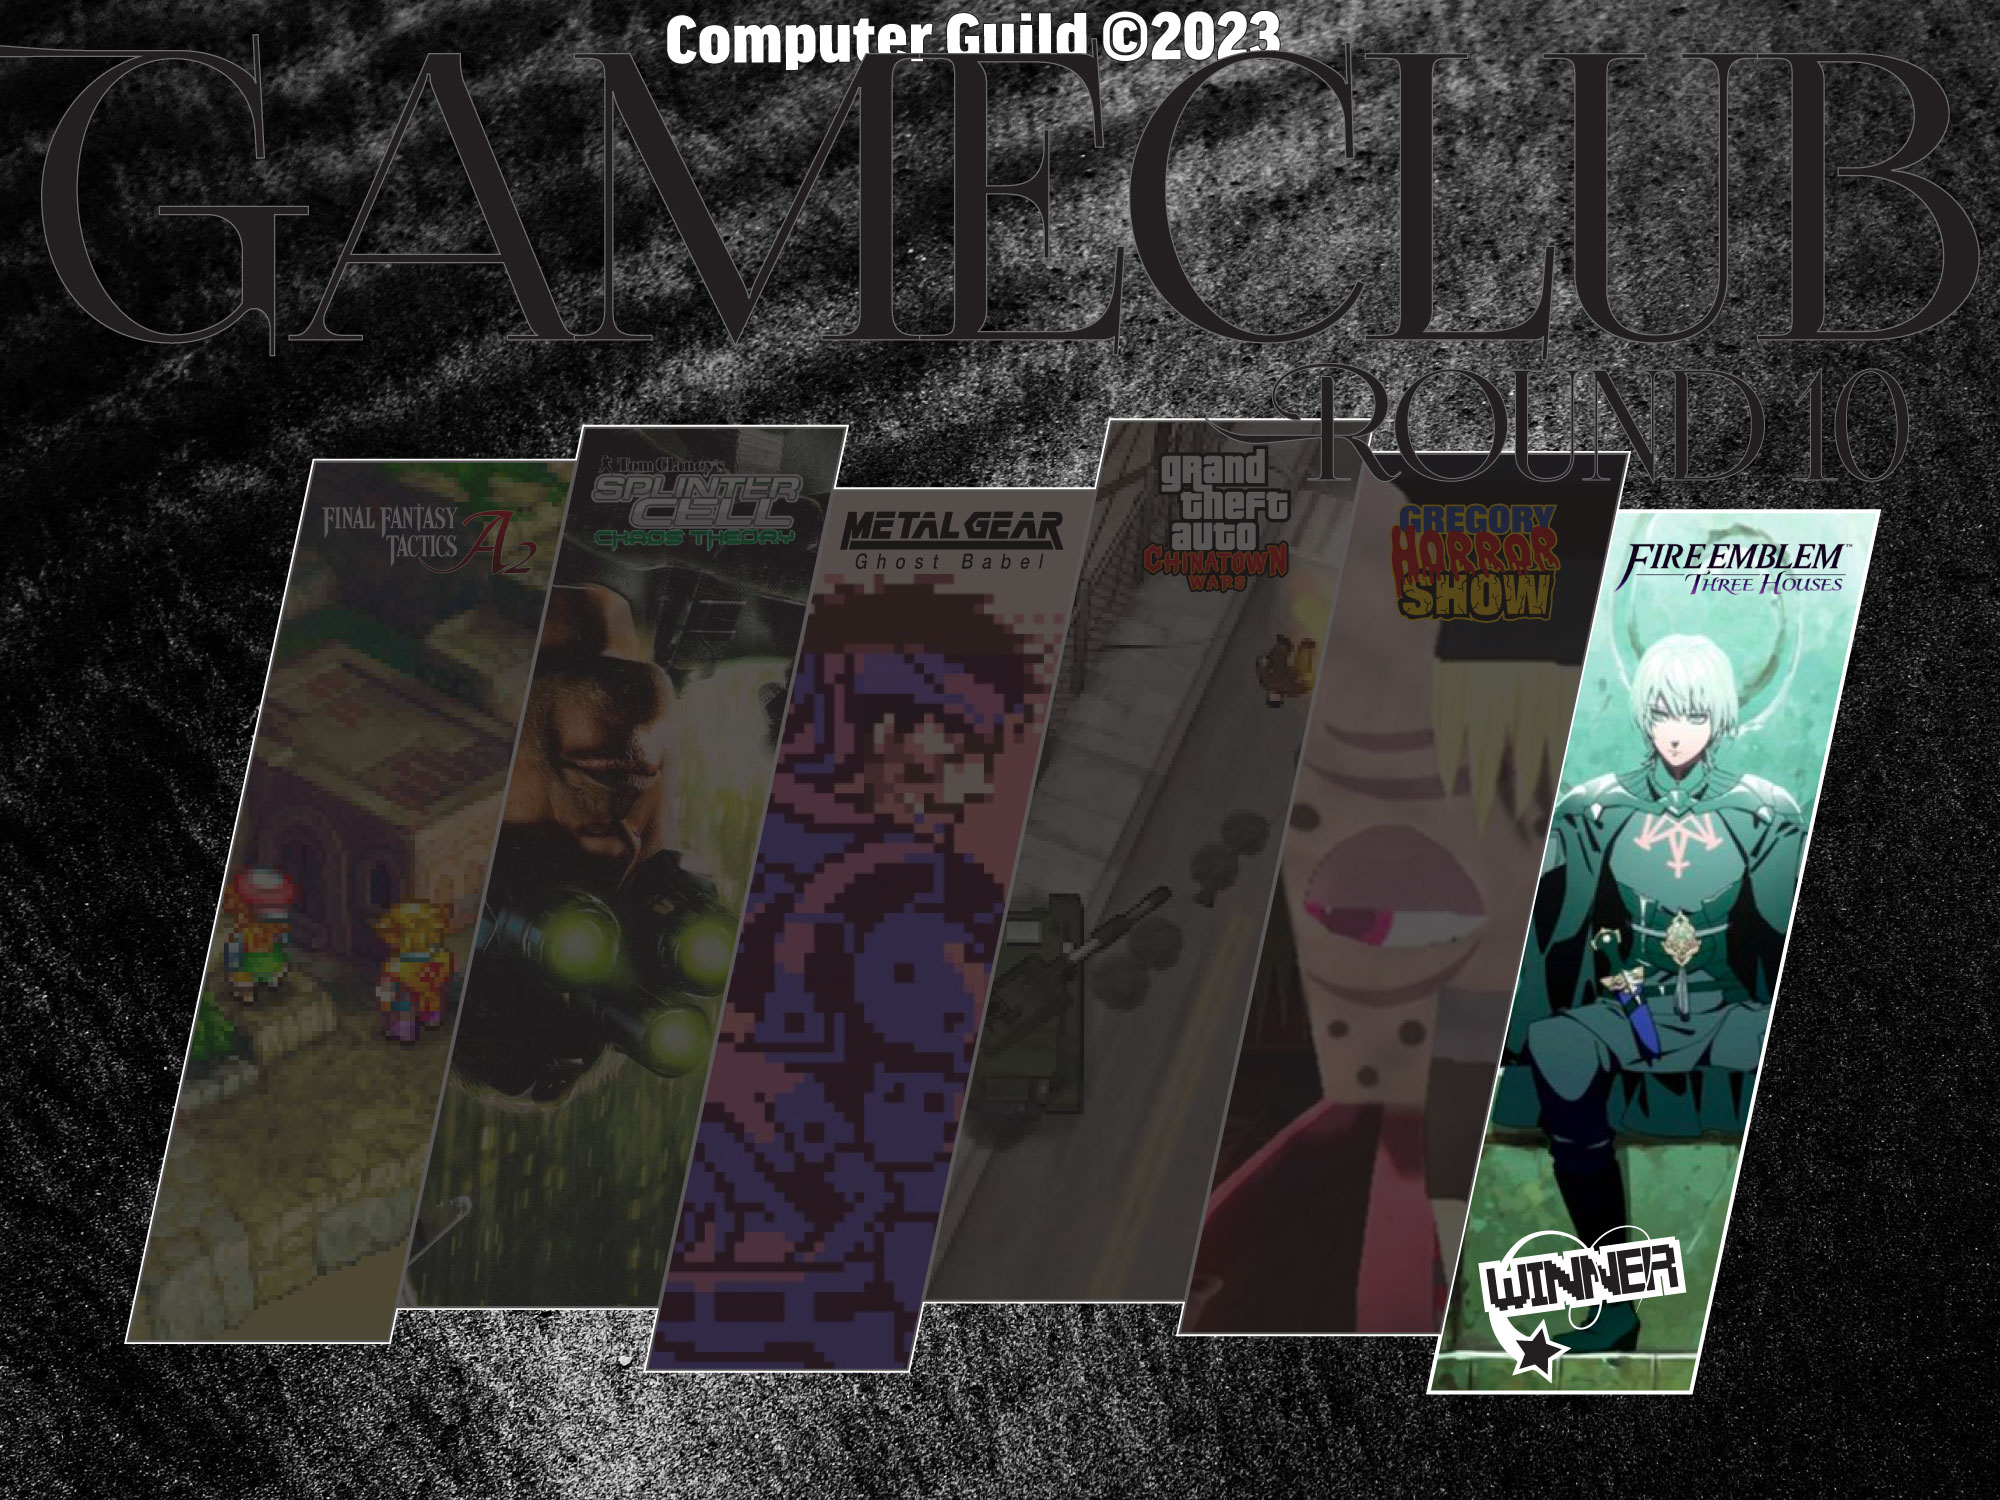 Computer Guild ©2023
GAMECLUB
ROUND 10
FINAL FANTASY
TACTICS A2
Tom Clancy's
SPLINTER
CELL
CHAOS THEORY
METAL GEAR
Ghost Babel
grand
theft
auto
CHINATOWN
WARS
GREGORY
HORROR
SHOW
FIRE EMBLEM™
THREE HOUSES
WINNER